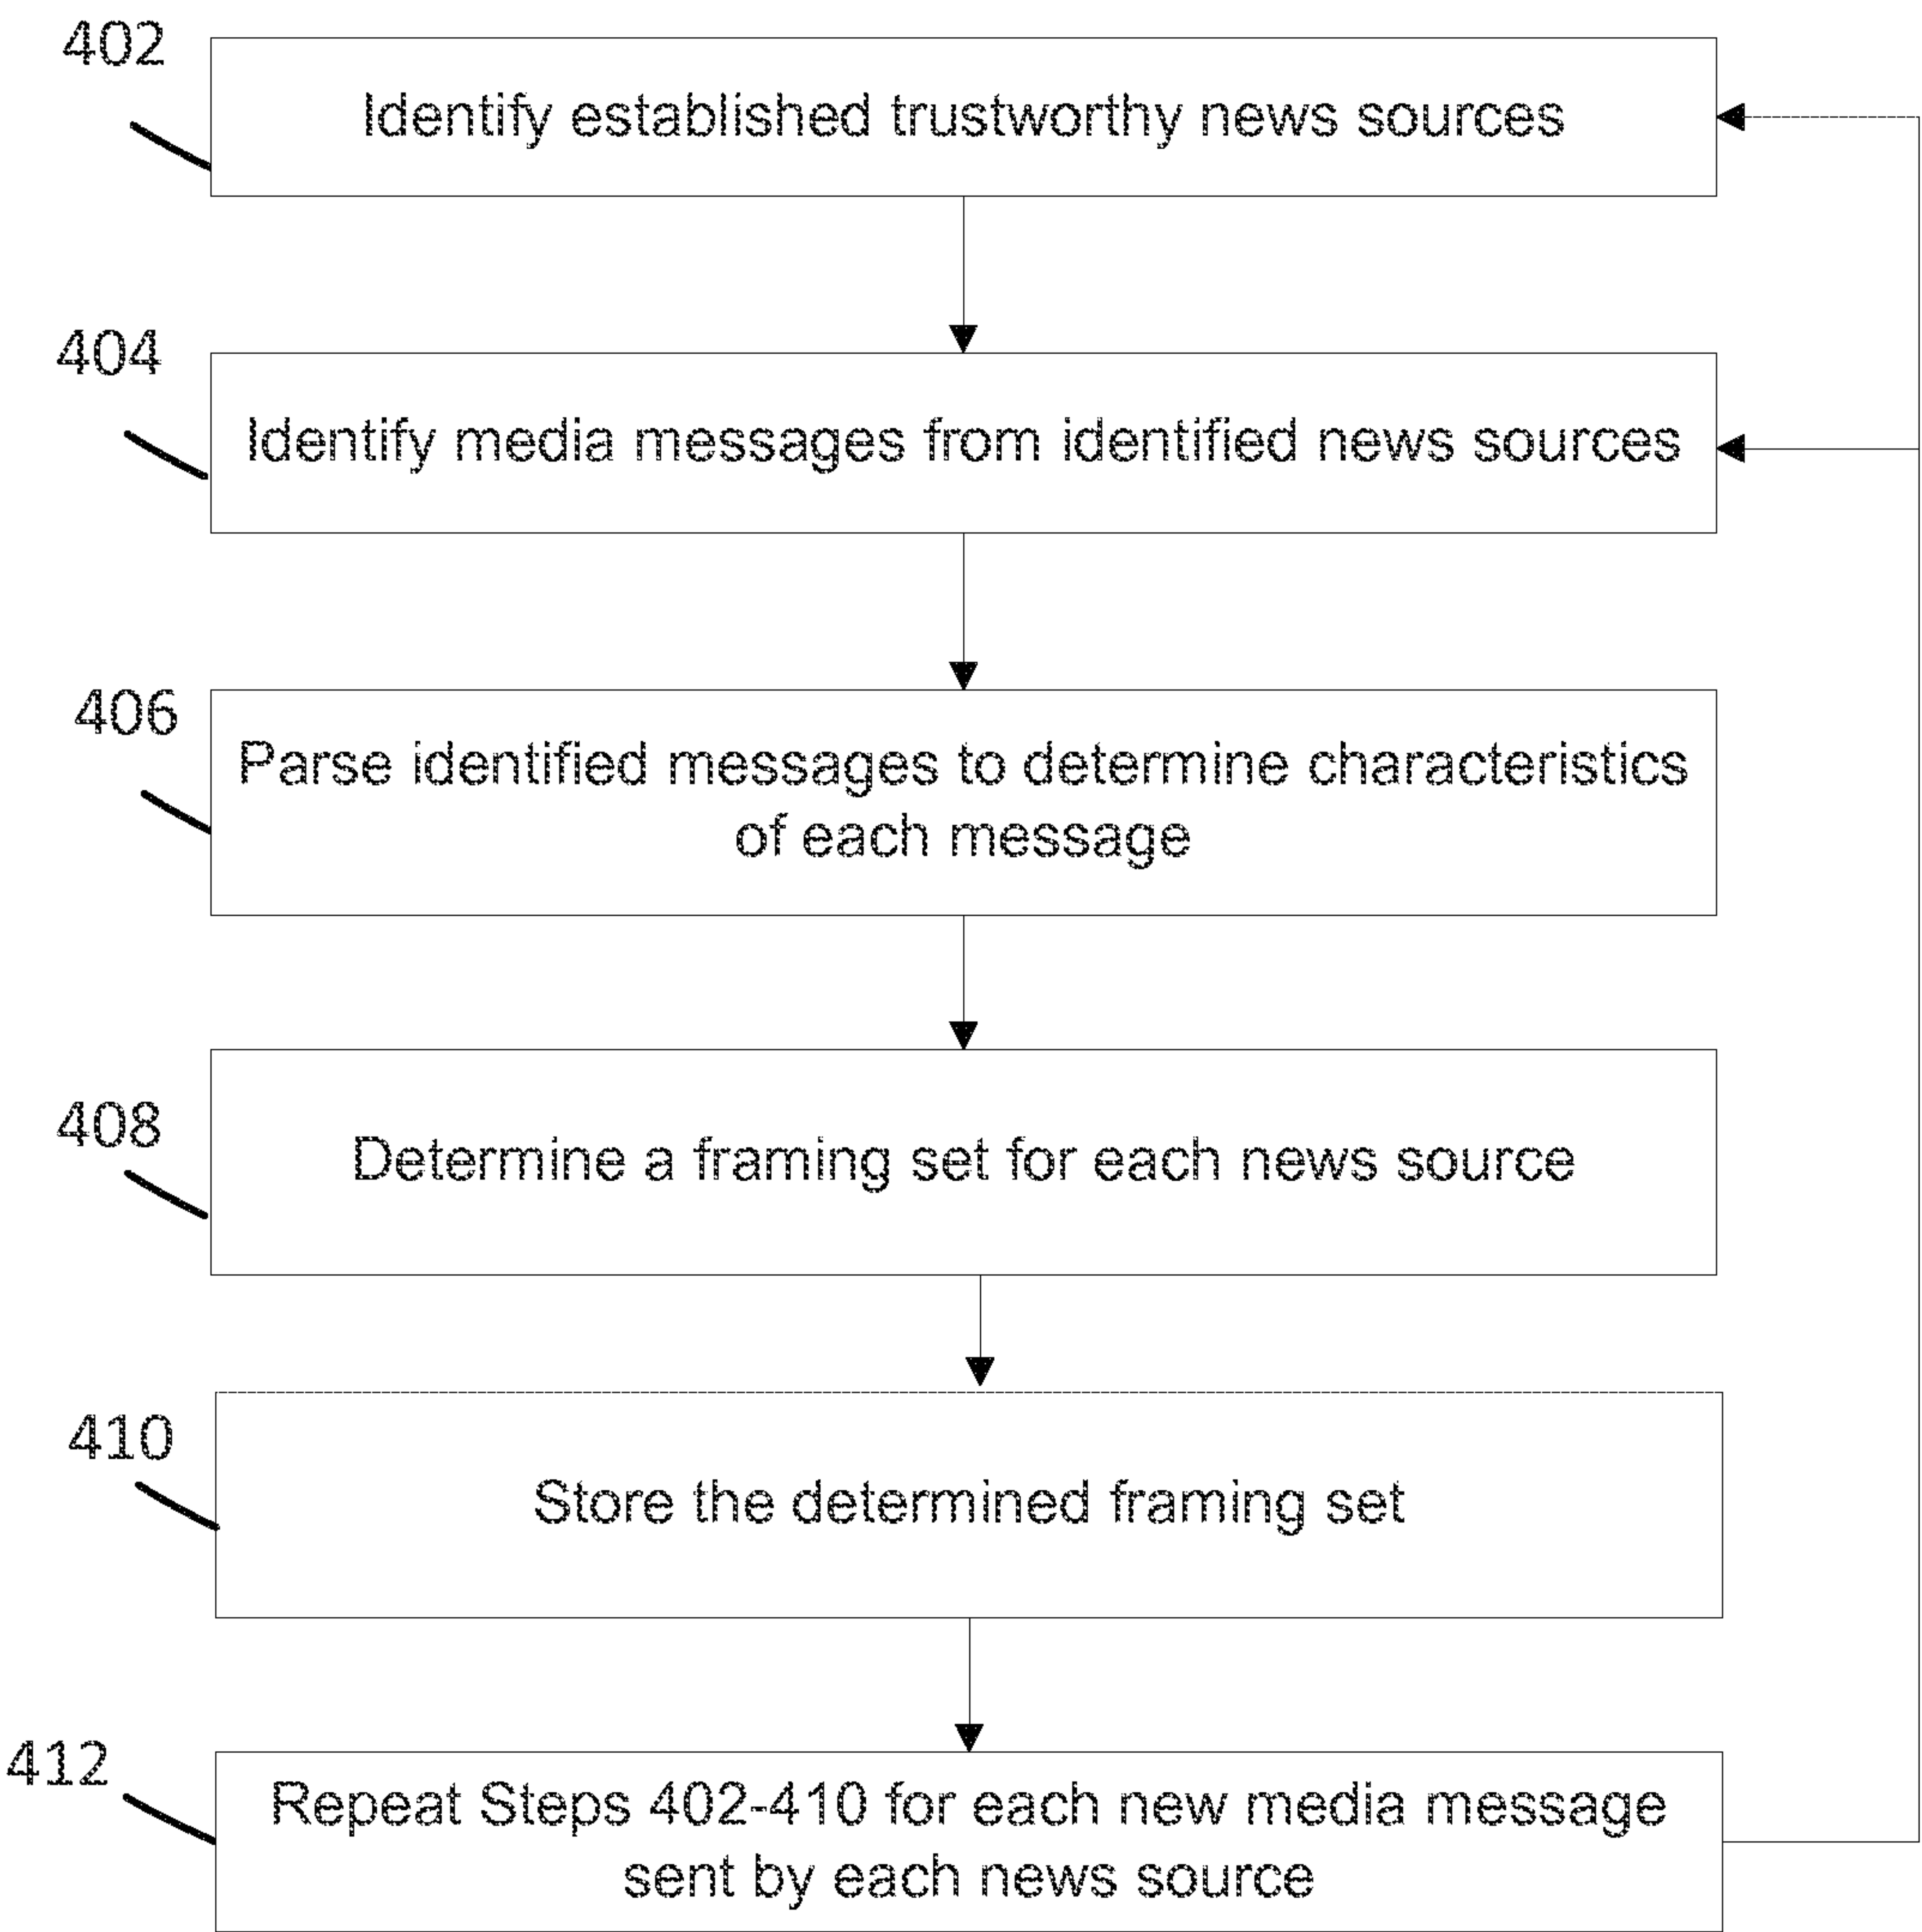 402
Identify established trustworthy news sources
404
Identify media messages from identified news sources
406
Parse identified messages to determine characteristics
of each message
408
Determine a framing set for each news source
410
Store the determined framing set
412
Repeat Steps 402-410 for each new media message
sent by each news source